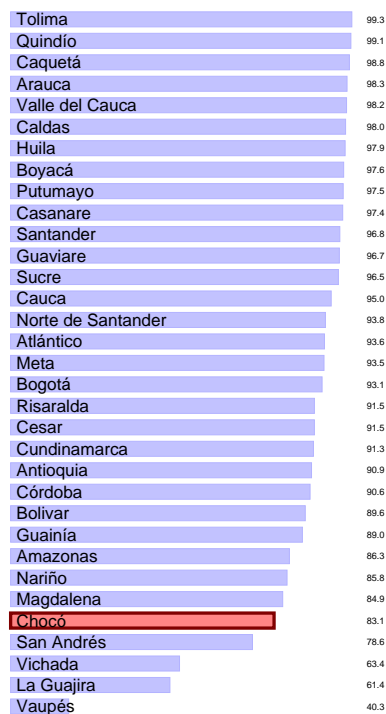 Tolima 99.3
Quindío 99.1
Caquetá 98.8
Arauca 98.3
Valle del Cauca 98.2
Caldas 98.0
Huila 97.9
Boyacá 97.6
Putumayo 97.5
Casanare 97.4
Santander 96.8
Guaviare 96.7
Sucre 96.5
Cauca 95.0
Norte de Santander 93.8
Atlántico 93.6
Meta 93.5
Bogotá 93.1
Risaralda 91.5
Cesar 91.5
Cundinamarca 91.3
Antioquia 90.9
Córdoba 90.6
Bolivar 89.6
Guainía 89.0
Amazonas 86.3
Nariño 85.8
Magdalena 84.9
Chocó 83.1
San Andrés 78.6
Vichada 63.4
La Guajira 61.4
Vaupés 40.3